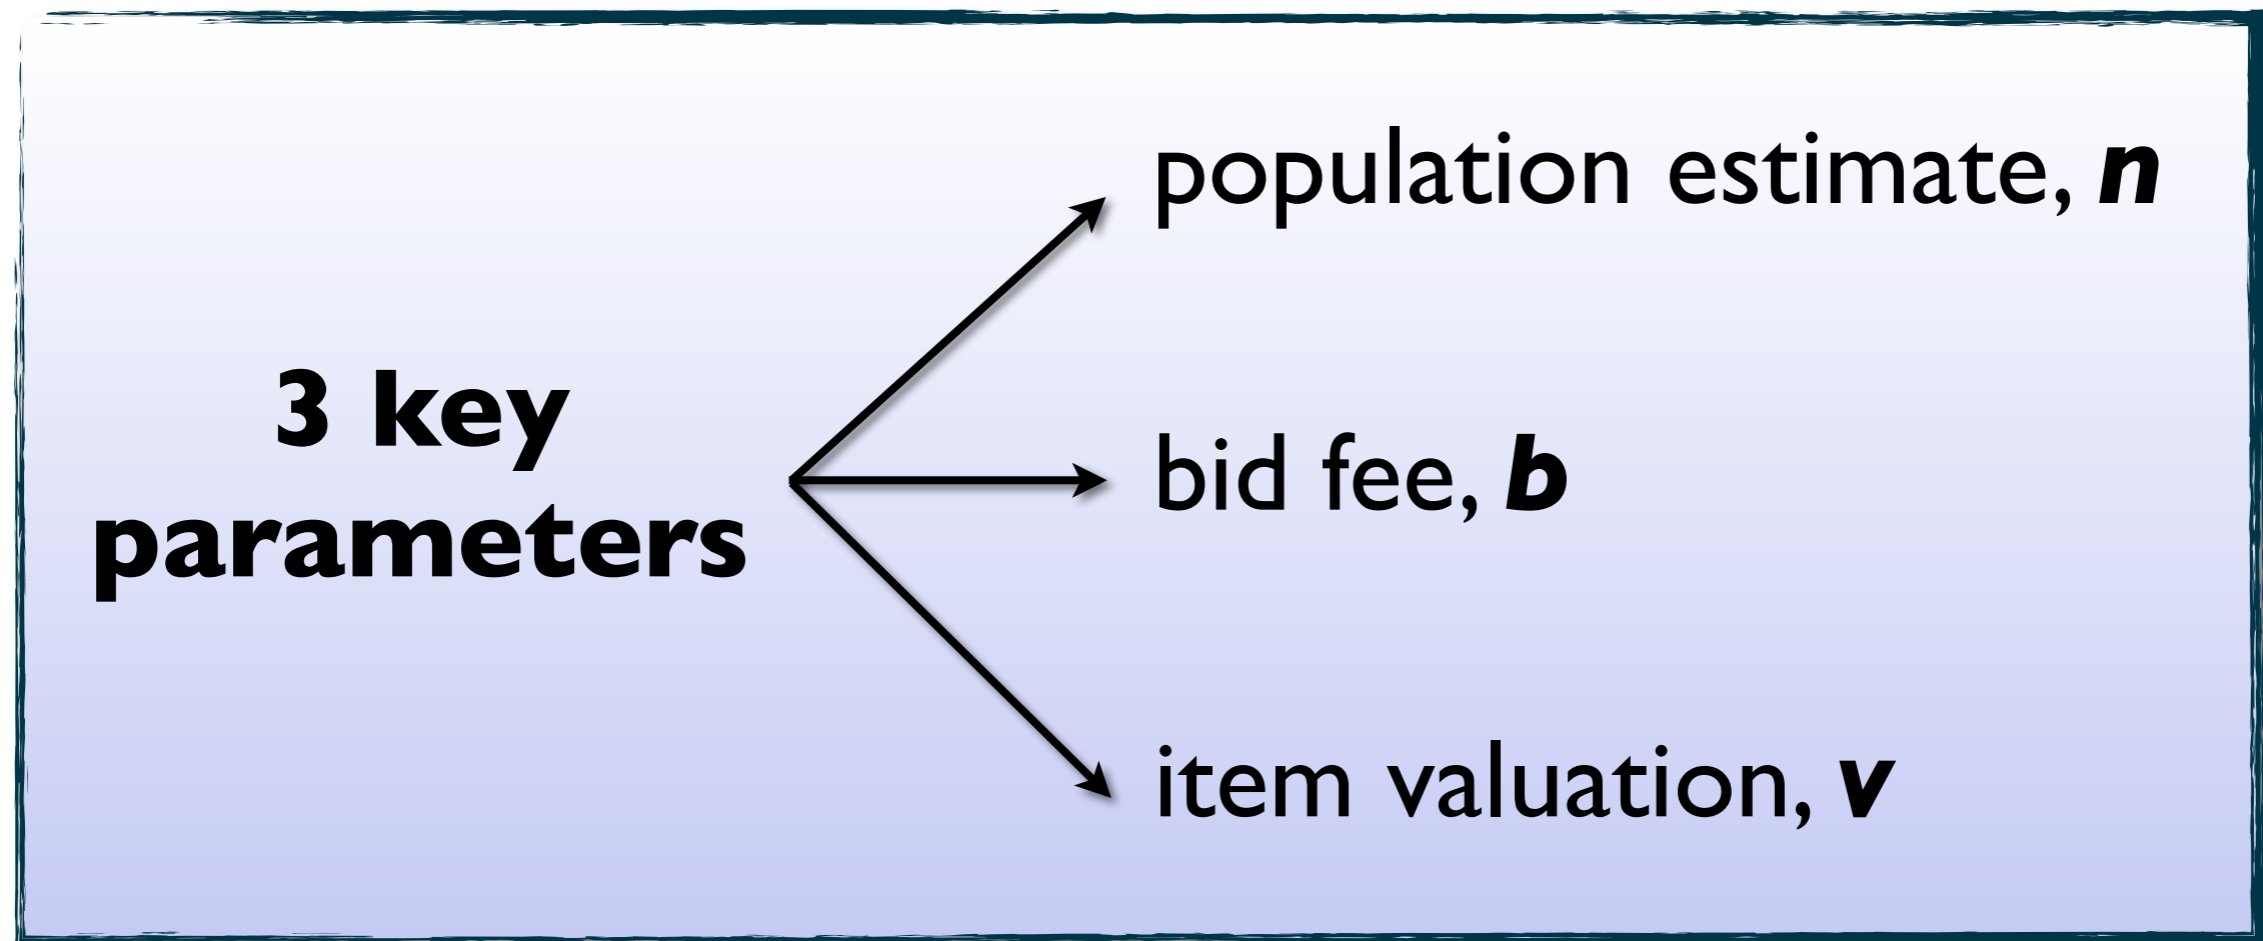 3 key
parameters
population estimate, n
bid fee, b
item valuation, v